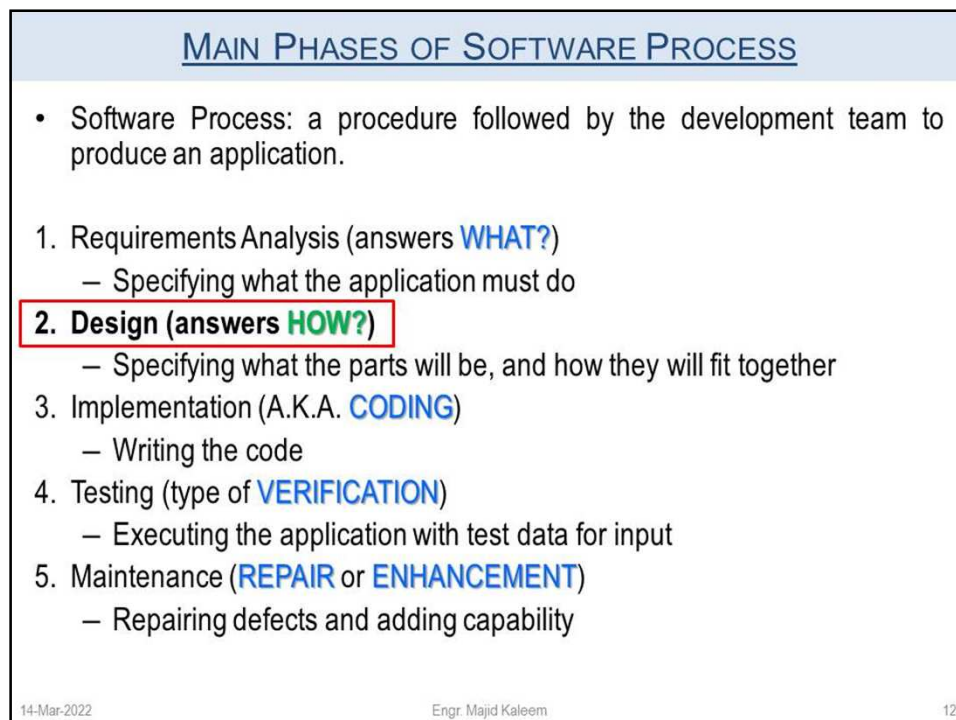 MAIN PHASES OF SOFTWARE PROCESS
• Software Process: a procedure followed by the development team to
produce an application.
1. Requirements Analysis (answers WHAT?)
– Specifying what the application must do
2. Design (answers HOW?)
– Specifying what the parts will be, and how they will fit together
3. Implementation (A.K.A. CODING)
– Writing the code
4. Testing (type of VERIFICATION)
– Executing the application with test data for input
5. Maintenance (REPAIR or ENHANCEMENT)
– Repairing defects and adding capability
14-Mar-2022 Engr. Majid Kaleem 12